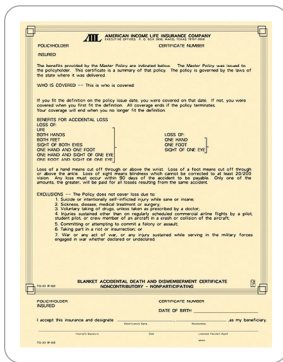 AIL AMERICAN INCOME LIFE INSURANCE COMPANY
POLICYHOLDER CERTIFICATE NUMBER
INSURED
The benefits provided by the Master Policy are indicated below. The Master Policy was issued to
the policyholder. This certificate is a summary of that policy. The policy is governed by the laws of
the state where it was delivered.
WHO IS COVERED -- This is who is covered:
If you fit the definition on the policy issue date, you were covered on that date. If not, you were
covered when you first fit the definition. All coverage ends if the policy terminates.
Your coverage will end when you no longer fit the definition.
BENEFITS FOR ACCIDENTAL LOSS
LOSS OF:
LIFE
BOTH HANDS LOSS OF:
BOTH FEET ONE HAND
SIGHT OF BOTH EYES ONE FOOT
ONE HAND AND ONE FOOT SIGHT OF ONE EYE
ONE HAND AND SIGHT OF ONE EYE
ONE FOOT AND SIGHT OF ONE EYE
Loss of a hand means cut off through or above the wrist. Loss of a foot means cut off through
or above the ankle. Loss of sight means blindness which cannot be corrected to at least 20/200
vision. Any loss must occur within 90 days of the accident to be payable. Only one of the
amounts, the greater, will be paid for all losses resulting from the same accident.
EXCLUSIONS -- The Policy does not cover loss due to:
1. Suicide or intentionally self-inflicted injury while sane or insane;
2. Sickness, disease, medical treatment or surgery;
3. Voluntary taking of drugs, unless taken as prescribed by a doctor;
4. Injuries sustained other than on regularly scheduled commercial airline flights by a pilot,
student pilot, or crew member of an aircraft in a crash or collision of the aircraft;
5. Committing or attempting to commit a felony or assault;
6. Taking part in a riot or insurrection; or
7. War or any act of war, or any injury sustained while serving in the military forces
engaged in war whether declared or undeclared.
BLANKET ACCIDENTAL DEATH AND DISMEMBERMENT CERTIFICATE
NONCONTRIBUTORY - NONPARTICIPATING
POLICYHOLDER CERTIFICATE NUMBER
INSURED
DATE OF BIRTH
I accept this insurance and designate as my beneficiary.